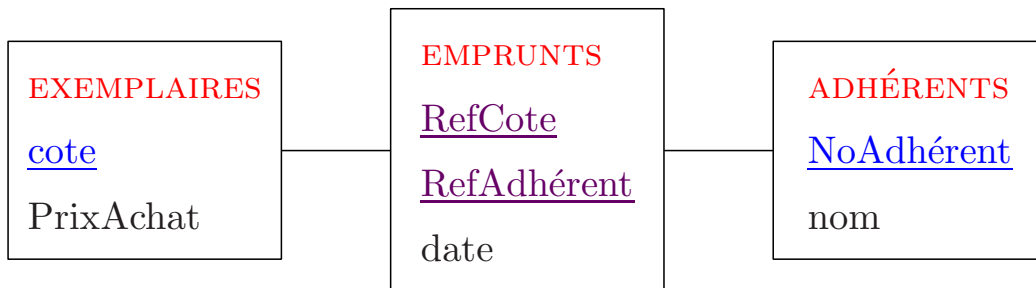 EXEMPLAIRES
cote
PrixAchat
EMPRUNTS
RefCote
RefAdhérent
date
ADHÉRENTS
NoAdhérent
nom